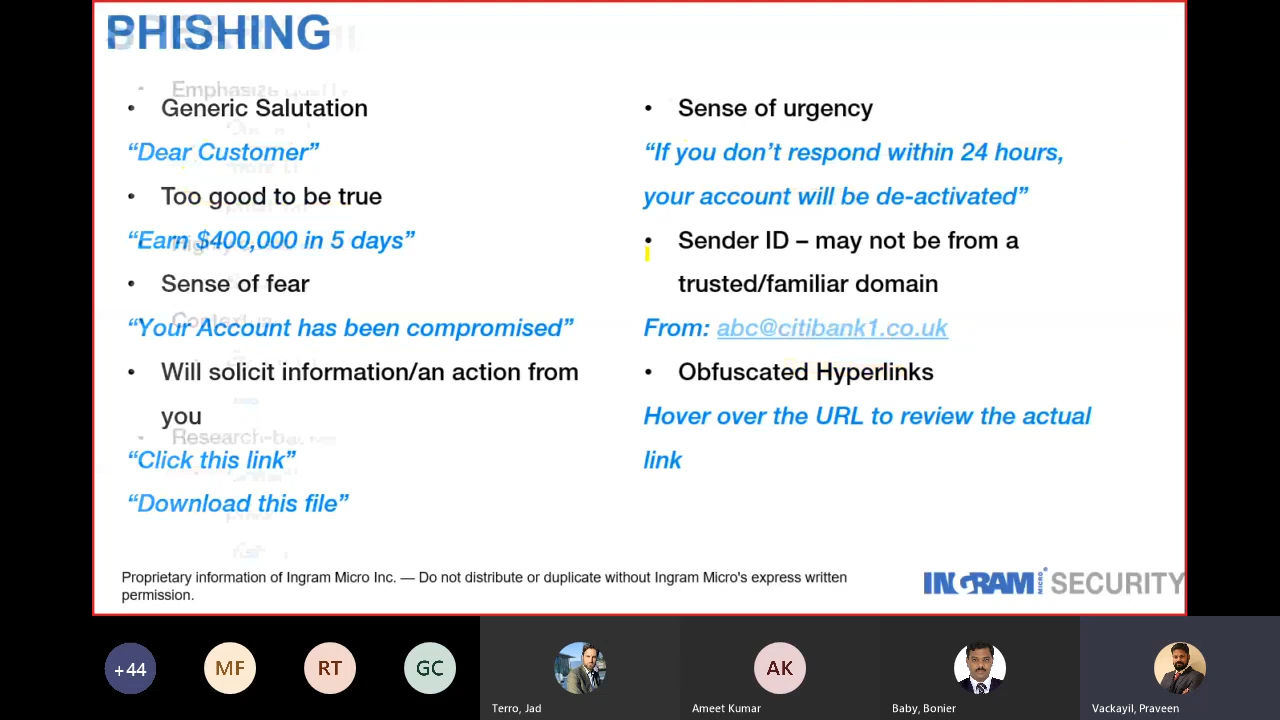 PHISHING
• Generic Salutation
“Dear Customer”
• Too good to be true
“Earn $400,000 in 5 days”
• Sense of fear
“Your Account has been compromised”
• Will solicit information/an action from
you
“Click this link”
“Download this file”
• Sense of urgency
“If you don’t respond within 24 hours,
your account will be de-activated”
• Sender ID – may not be from a
trusted/familiar domain
From: abc@citibank1.co.uk
• Obfuscated Hyperlinks
Hover over the URL to review the actual
link
Proprietary information of Ingram Micro Inc. — Do not distribute or duplicate without Ingram Micro's express written
permission.
INGRAM MICRO® SECURITY
+44
MF
RT
GC
AK
Terro, Jad
Ameet Kumar
Baby, Bonier
Vackayil, Praveen